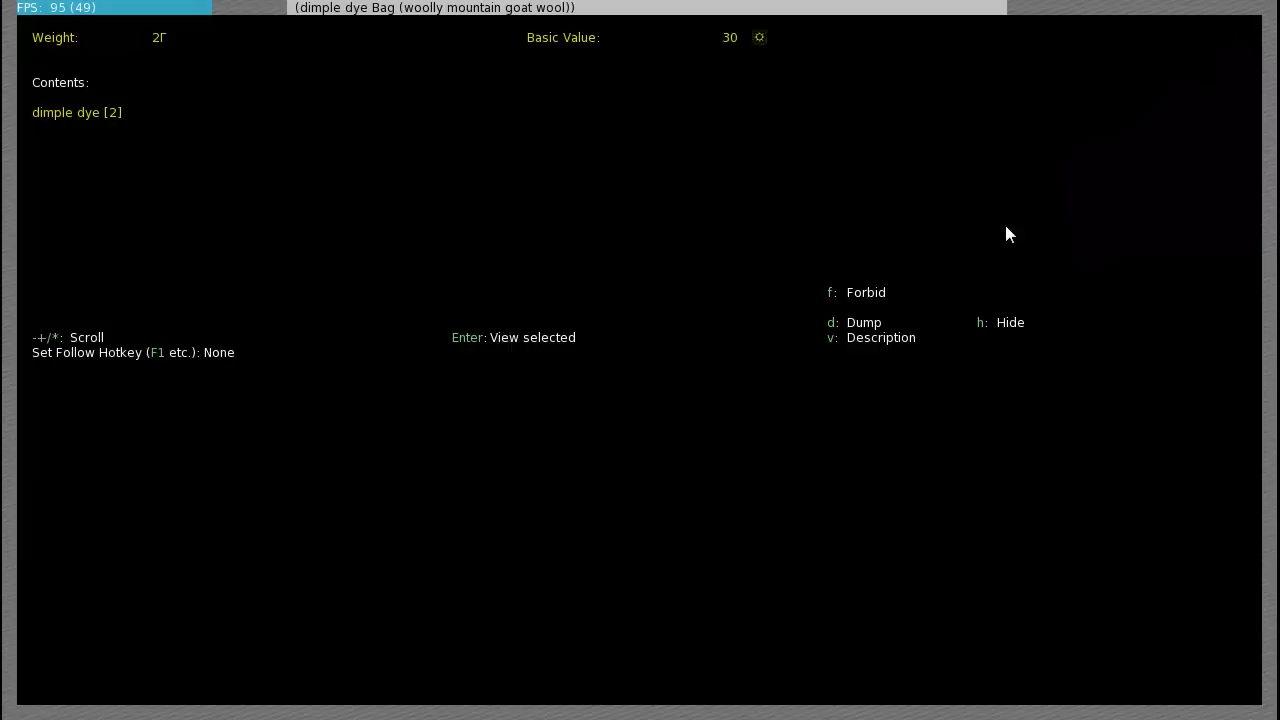 FPS: 95 (49)
(dimple dye Bag (woolly mountain goat wool))
Weight: 2Γ Basic Value: 30 ☼
Contents:
dimple dye [2]
f: Forbid
d: Dump h: Hide
-+/*: Scroll Enter: View selected v: Description
Set Follow Hotkey (F1 etc.): None